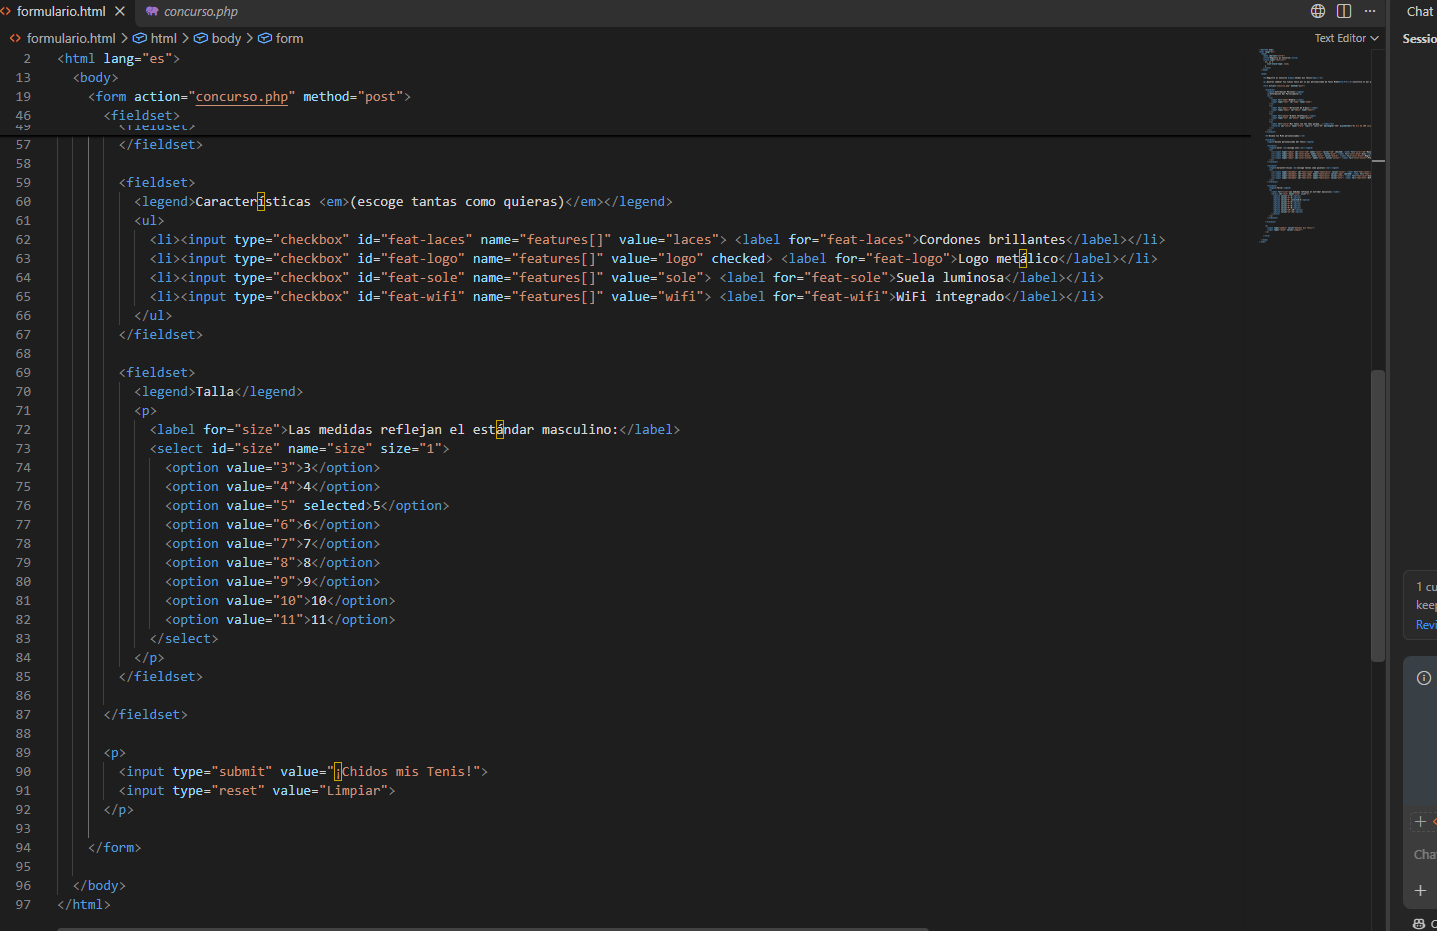 formulario.html
concurso.php
Chat
formulario.html > html > body > form
Text Editor
Sessio
2 <html lang="es">
13 <body>
19 <form action="concurso.php" method="post">
46 <fieldset>
49 <fieldset>
57 </fieldset>
58
59 <fieldset>
60 <legend>Características <em>(escoge tantas como quieras)</em></legend>
61 <ul>
62 <li><input type="checkbox" id="feat-laces" name="features[]" value="laces"> <label for="feat-laces">Cordones brillantes</label></li>
63 <li><input type="checkbox" id="feat-logo" name="features[]" value="logo" checked> <label for="feat-logo">Logo metálico</label></li>
64 <li><input type="checkbox" id="feat-sole" name="features[]" value="sole"> <label for="feat-sole">Suela luminosa</label></li>
65 <li><input type="checkbox" id="feat-wifi" name="features[]" value="wifi"> <label for="feat-wifi">WiFi integrado</label></li>
66 </ul>
67 </fieldset>
68
69 <fieldset>
70 <legend>Talla</legend>
71 <p>
72 <label for="size">Las medidas reflejan el estándar masculino:</label>
73 <select id="size" name="size" size="1">
74 <option value="3">3</option>
75 <option value="4">4</option>
76 <option value="5" selected>5</option>
77 <option value="6">6</option>
78 <option value="7">7</option>
79 <option value="8">8</option>
80 <option value="9">9</option>
81 <option value="10">10</option>
82 <option value="11">11</option>
83 </select>
84 </p>
85 </fieldset>
86
87 </fieldset>
88
89 <p>
90 <input type="submit" value="¡Chidos mis Tenis!">
91 <input type="reset" value="Limpiar">
92 </p>
93
94 </form>
95
96 </body>
97 </html>
1 cu
keep
Revi
Cha